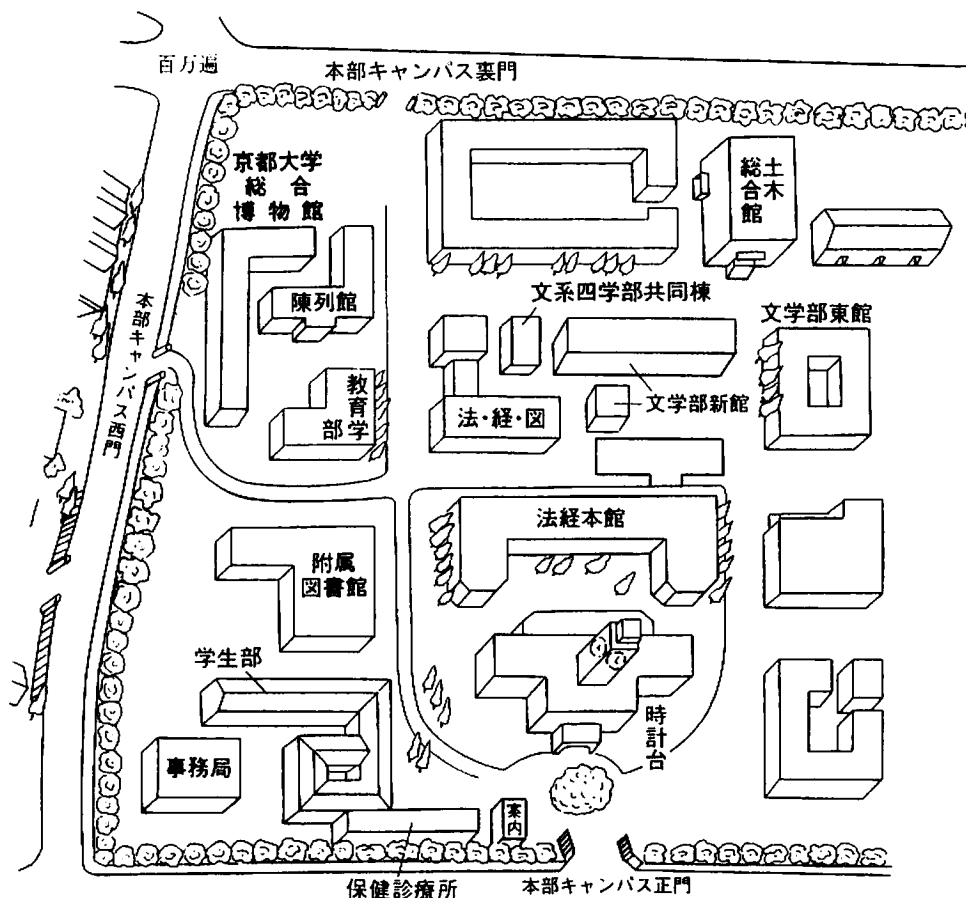 百万遍
本部キャンパス裏門
京都大学
総合
博物館
土木
総合館
陳列館
文系四学部共同棟
文学部東館
本部キャンパス西門
教育
学部
法・経・図
文学部新館
法経本館
附属
図書館
学生部
時計台
事務局
案内
保健診療所
本部キャンパス正門